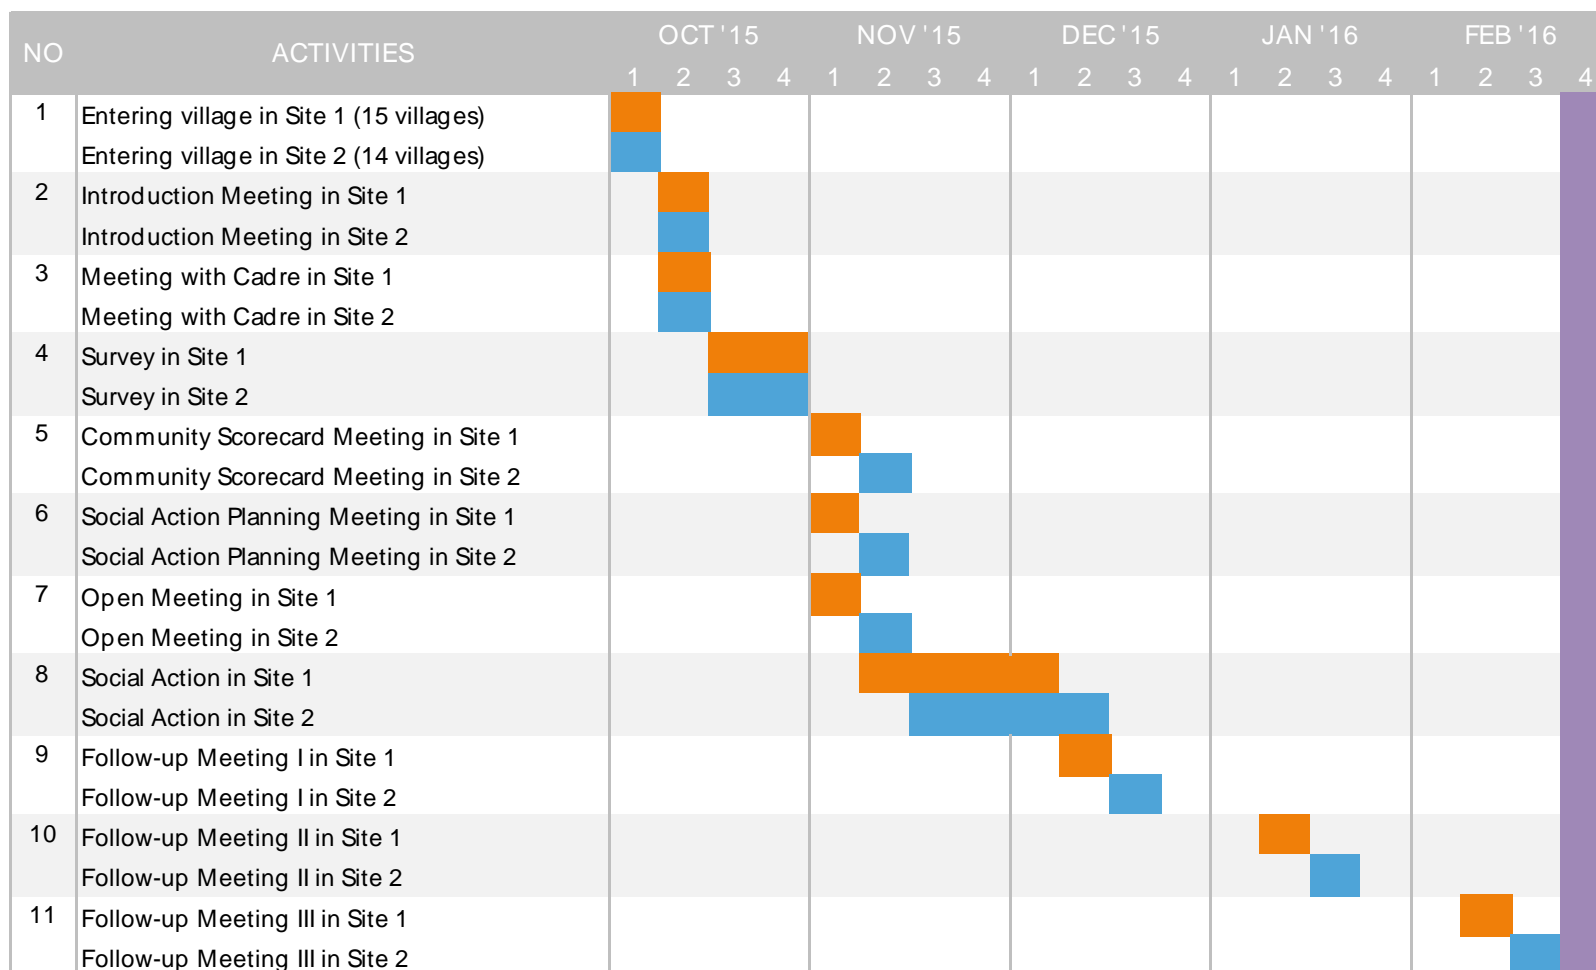 NO ACTIVITIES OCT '15 NOV '15 DEC '15 JAN '16 FEB '16
1 2 3 4 1 2 3 4 1 2 3 4 1 2 3 4 1 2 3 4
1 Entering village in Site 1 (15 villages)
Entering village in Site 2 (14 villages)
2 Introduction Meeting in Site 1
Introduction Meeting in Site 2
3 Meeting with Cadre in Site 1
Meeting with Cadre in Site 2
4 Survey in Site 1
Survey in Site 2
5 Community Scorecard Meeting in Site 1
Community Scorecard Meeting in Site 2
6 Social Action Planning Meeting in Site 1
Social Action Planning Meeting in Site 2
7 Open Meeting in Site 1
Open Meeting in Site 2
8 Social Action in Site 1
Social Action in Site 2
9 Follow-up Meeting I in Site 1
Follow-up Meeting I in Site 2
10 Follow-up Meeting II in Site 1
Follow-up Meeting II in Site 2
11 Follow-up Meeting III in Site 1
Follow-up Meeting III in Site 2